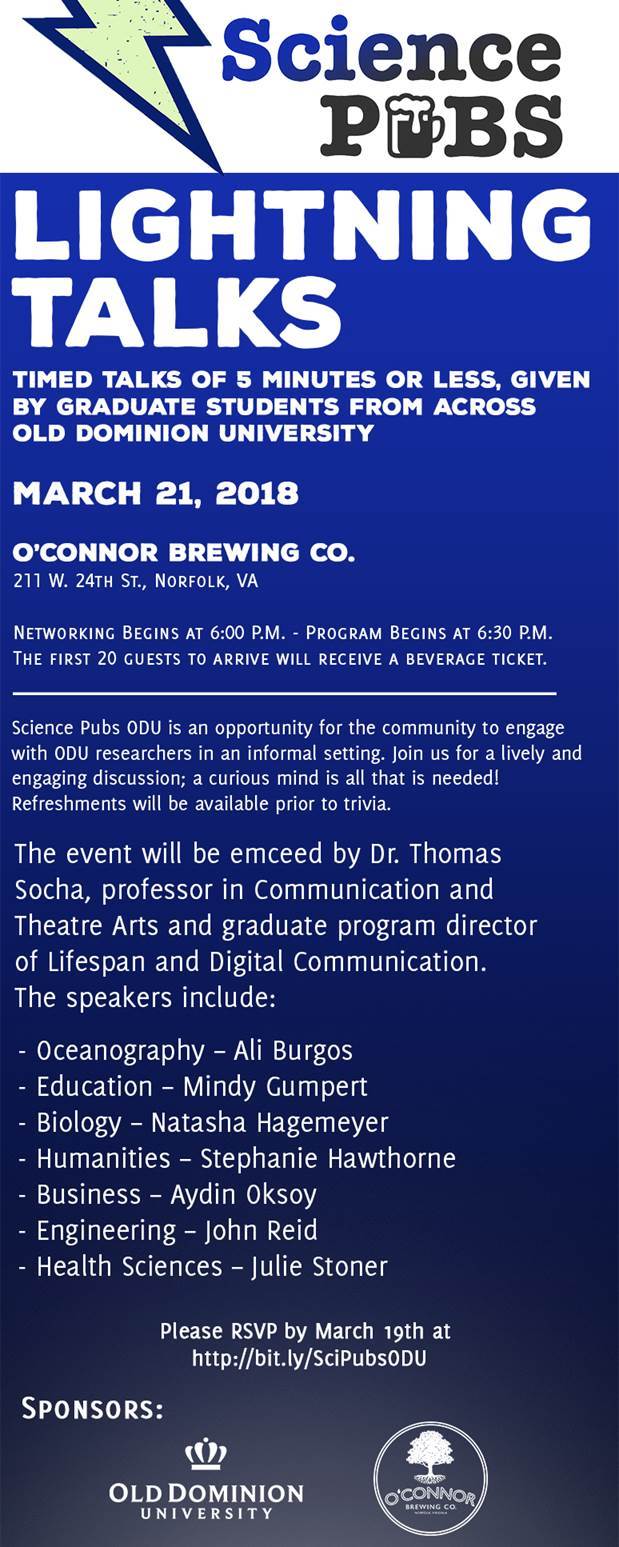 Science
PUBS
LIGHTNING
TALKS
TIMED TALKS OF 5 MINUTES OR LESS, GIVEN
BY GRADUATE STUDENTS FROM ACROSS
OLD DOMINION UNIVERSITY
MARCH 21, 2018
O'CONNOR BREWING CO.
211 W. 24TH ST., NORFOLK, VA
NETWORKING BEGINS AT 6:00 P.M. - PROGRAM BEGINS AT 6:30 P.M.
THE FIRST 20 GUESTS TO ARRIVE WILL RECEIVE A BEVERAGE TICKET.
Science Pubs ODU is an opportunity for the community to engage
with ODU researchers in an informal setting. Join us for a lively and
engaging discussion; a curious mind is all that is needed!
Refreshments will be available prior to trivia.
The event will be emceed by Dr. Thomas
Socha, professor in Communication and
Theatre Arts and graduate program director
of Lifespan and Digital Communication.
The speakers include:
- Oceanography – Ali Burgos
- Education – Mindy Gumpert
- Biology – Natasha Hagemeyer
- Humanities – Stephanie Hawthorne
- Business – Aydin Oksoy
- Engineering – John Reid
- Health Sciences – Julie Stoner
Please RSVP by March 19th at
http://bit.ly/SciPubsODU
SPONSORS:
OLD DOMINION
UNIVERSITY
O'CONNOR
BREWING CO.
NORFOLK VIRGINIA